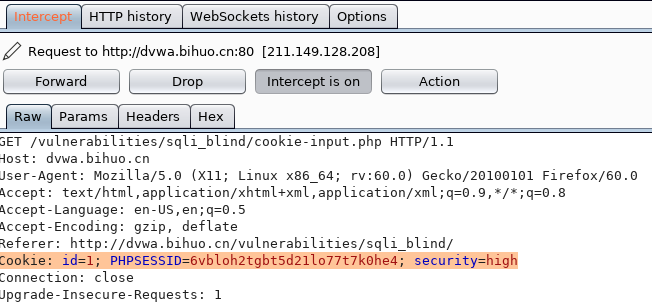 Intercept HTTP history WebSockets history Options
Request to http://dvwa.bihuo.cn:80 [211.149.128.208]
Forward Drop Intercept is on Action
Raw Params Headers Hex
GET /vulnerabilities/sqli_blind/cookie-input.php HTTP/1.1
Host: dvwa.bihuo.cn
User-Agent: Mozilla/5.0 (X11; Linux x86_64; rv:60.0) Gecko/20100101 Firefox/60.0
Accept: text/html,application/xhtml+xml,application/xml;q=0.9,*/*;q=0.8
Accept-Language: en-US,en;q=0.5
Accept-Encoding: gzip, deflate
Referer: http://dvwa.bihuo.cn/vulnerabilities/sqli_blind/
Cookie: id=1; PHPSESSID=6vbloh2tgbt5d21lo77t7k0he4; security=high
Connection: close
Upgrade-Insecure-Requests: 1